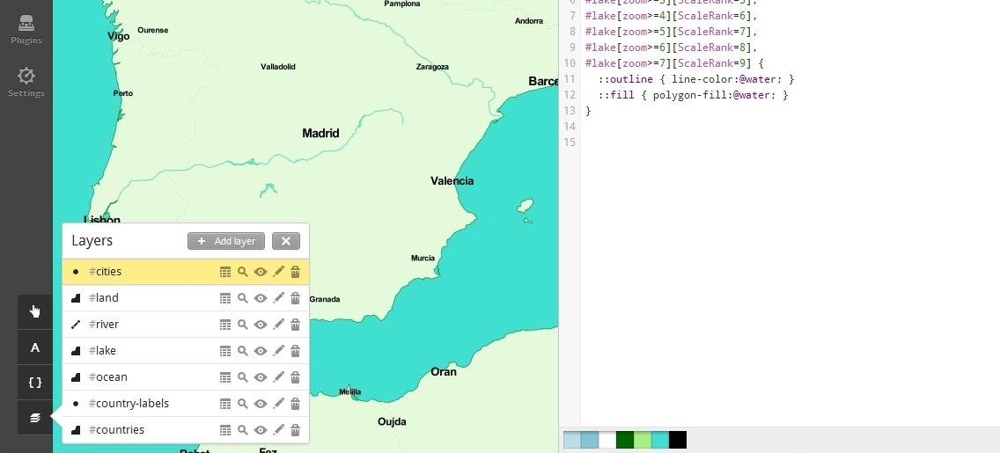 Plugins
Settings
A
{}
Pamplona
Andorra
Vigo
Ourense
Valladolid
Zaragoza
Barce
Porto
Madrid
Valencia
Lisbon
Murcia
Granada
Oran
Melilla
Oujda
Fez
Layers
+ Add layer
#cities
#land
#river
#lake
#ocean
#country-labels
#countries
7 #lake[zoom>=4][ScaleRank=6],
8 #lake[zoom>=5][ScaleRank=7],
9 #lake[zoom>=6][ScaleRank=8],
10 #lake[zoom>=7][ScaleRank=9] {
11 ::outline { line-color:@water; }
12 ::fill { polygon-fill:@water; }
13 }
14
15